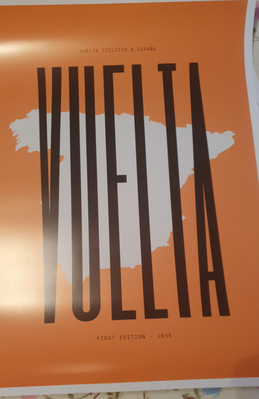 VUELTA CICLISTA A ESPAÑA
VUELTA
FIRST EDITION - 1935